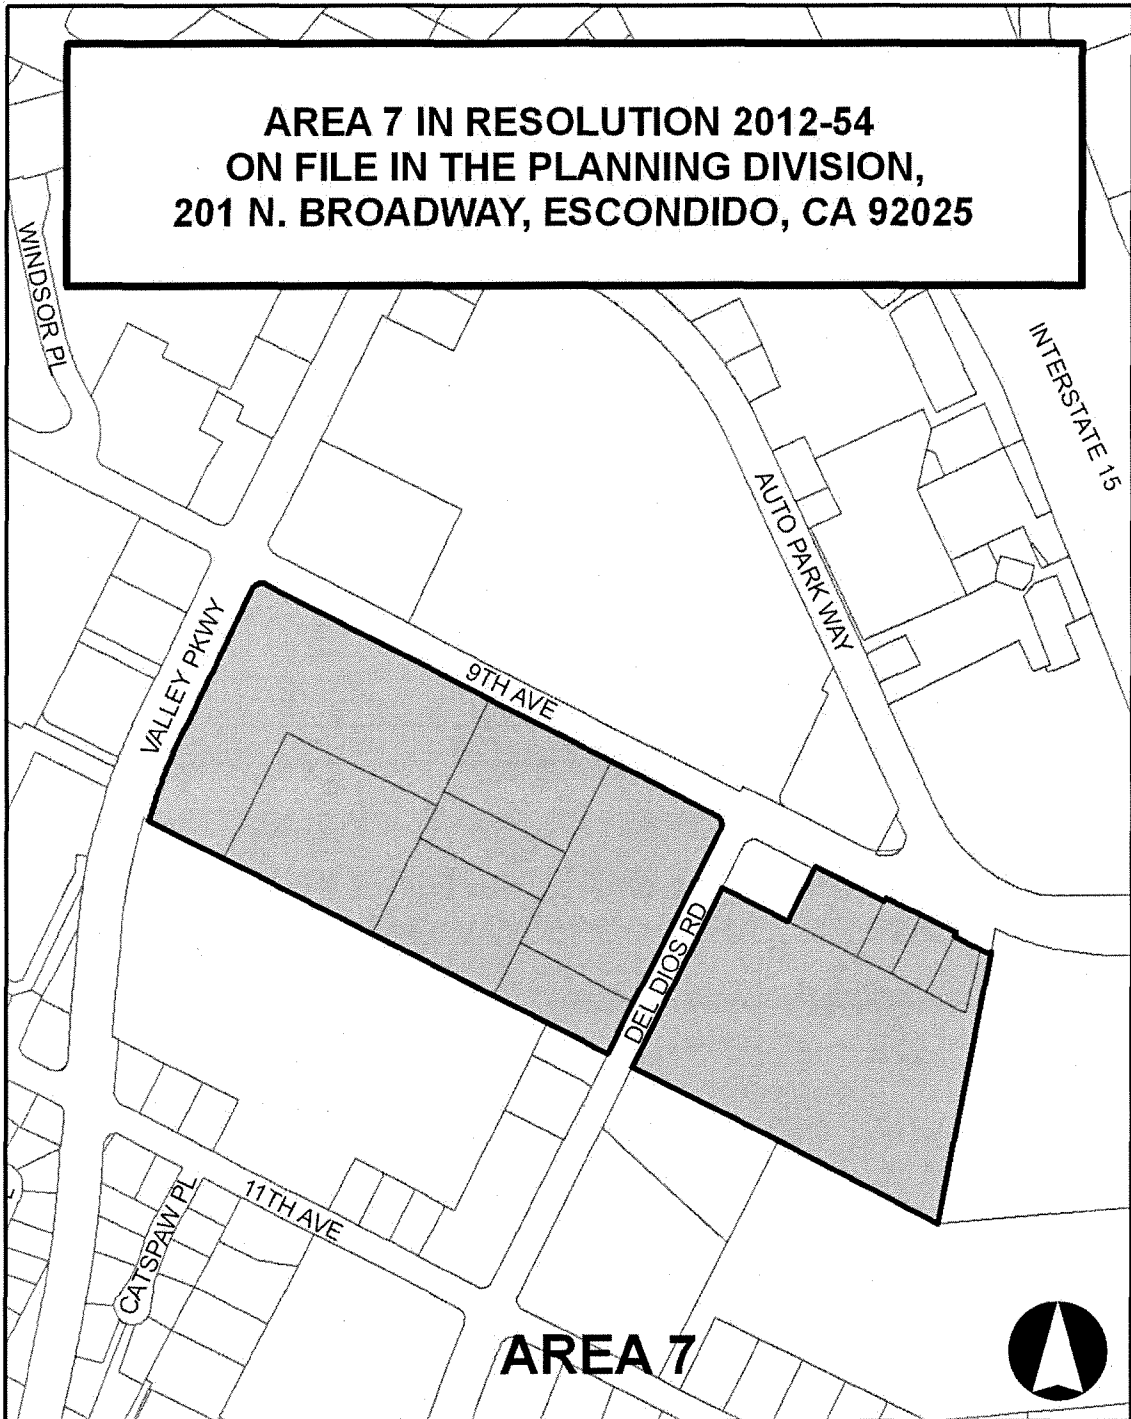 AREA 7 IN RESOLUTION 2012-54
ON FILE IN THE PLANNING DIVISION,
201 N. BROADWAY, ESCONDIDO, CA 92025
WINDSOR PL
INTERSTATE 15
AUTO PARK WAY
VALLEY PKWY
9TH AVE
DEL DIOS RD
11TH AVE
CATSPAW PL
AREA 7